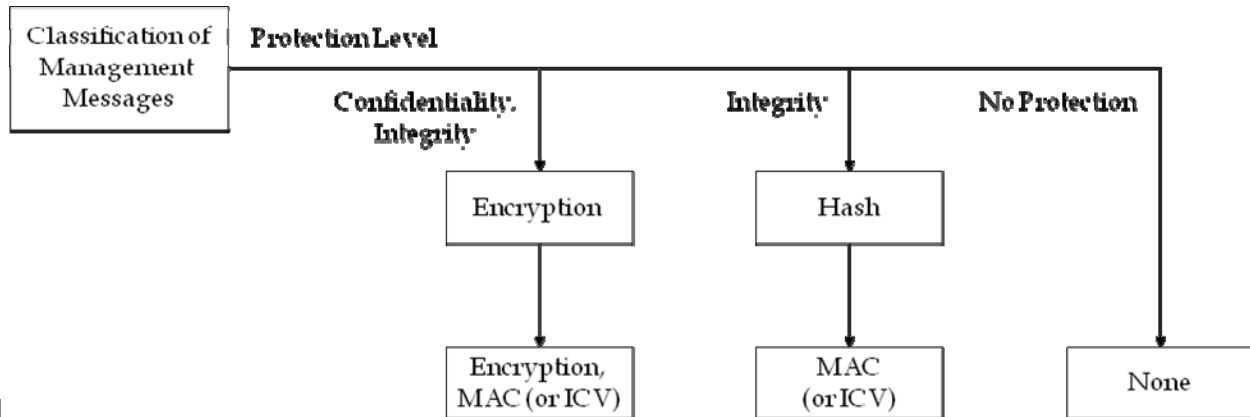 Classification of
Management
Messages
Protection Level
Confidentiality,
Integrity
Integrity
No Protection
Encryption
Hash
Encryption,
MAC (or ICV)
MAC
(or ICV)
None